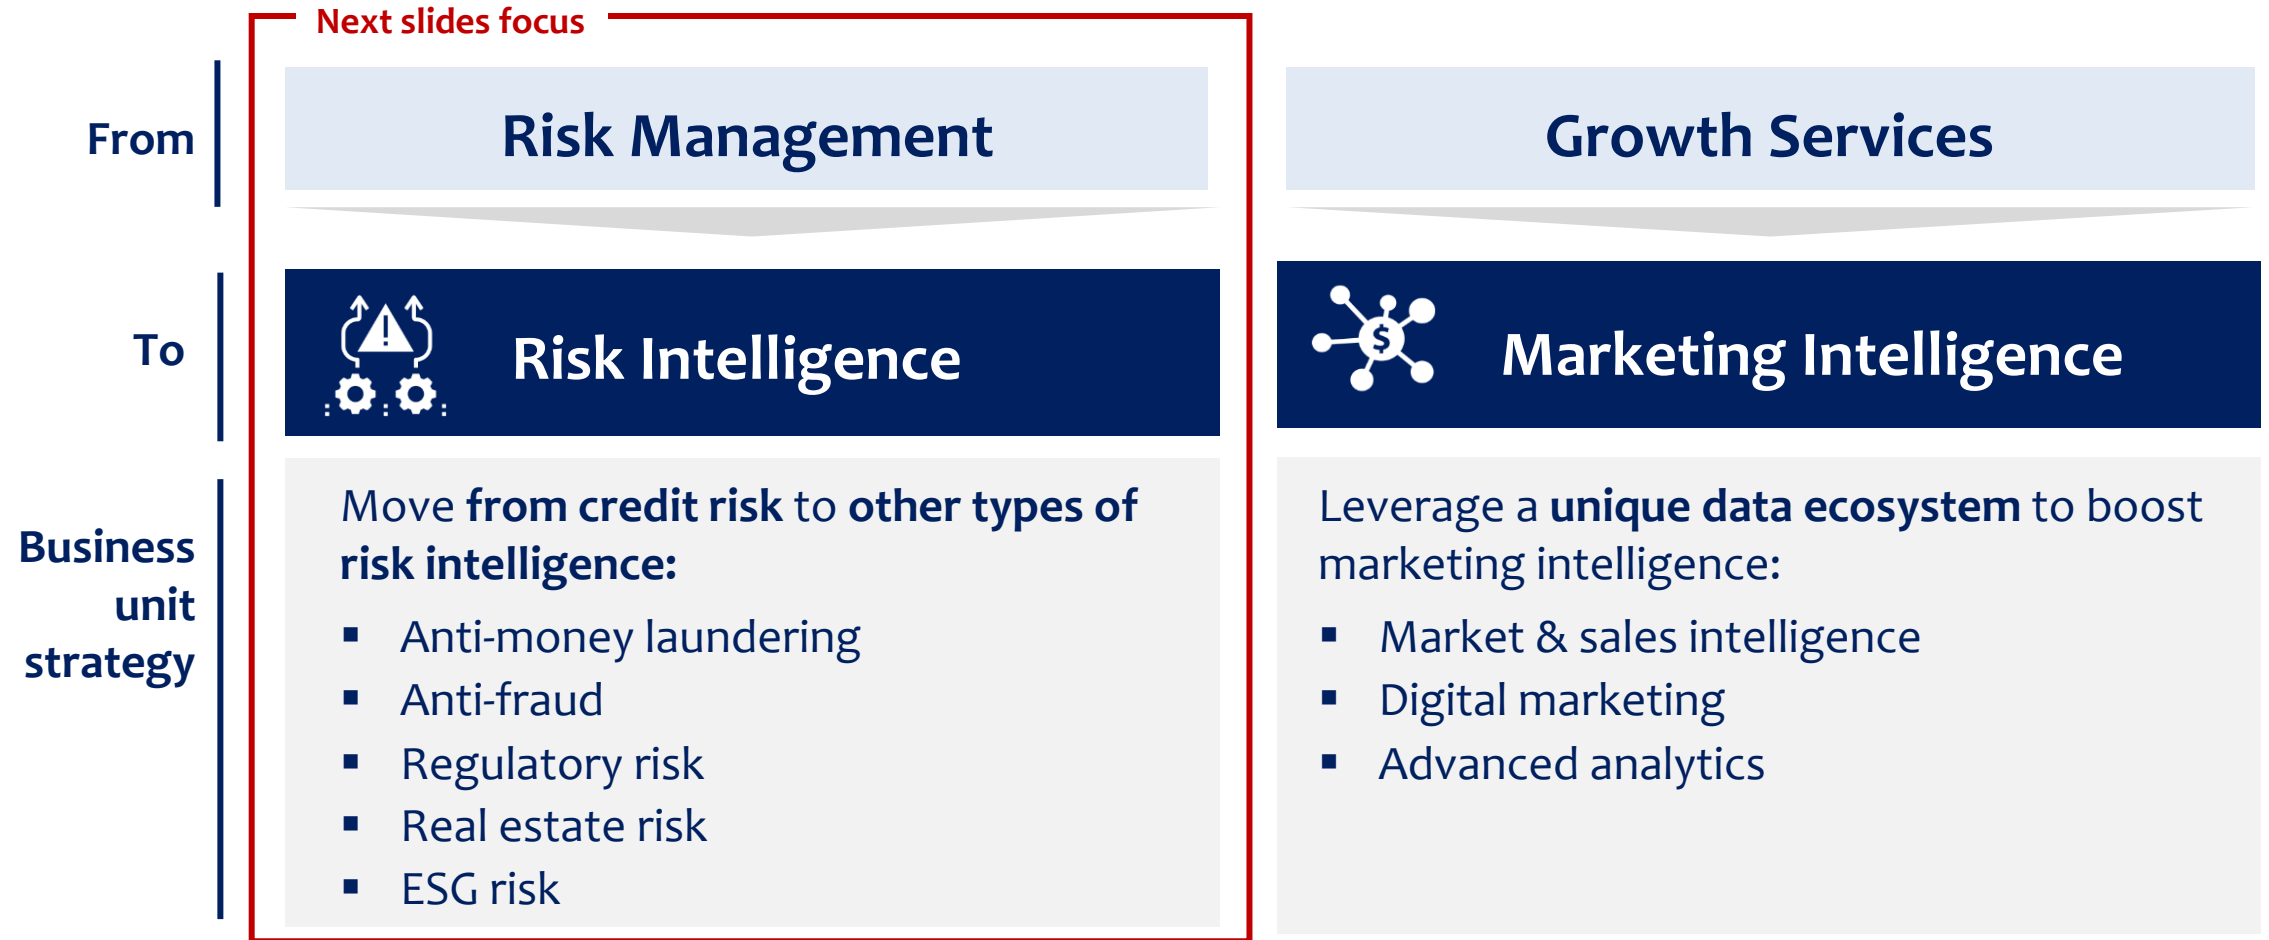 Next slides focus
From
Risk Management
Growth Services
To
Risk Intelligence
$
Marketing Intelligence
Business
unit
strategy
Move from credit risk to other types of
risk intelligence:
▪ Anti-money laundering
▪ Anti-fraud
▪ Regulatory risk
▪ Real estate risk
▪ ESG risk
Leverage a unique data ecosystem to boost
marketing intelligence:
▪ Market & sales intelligence
▪ Digital marketing
▪ Advanced analytics